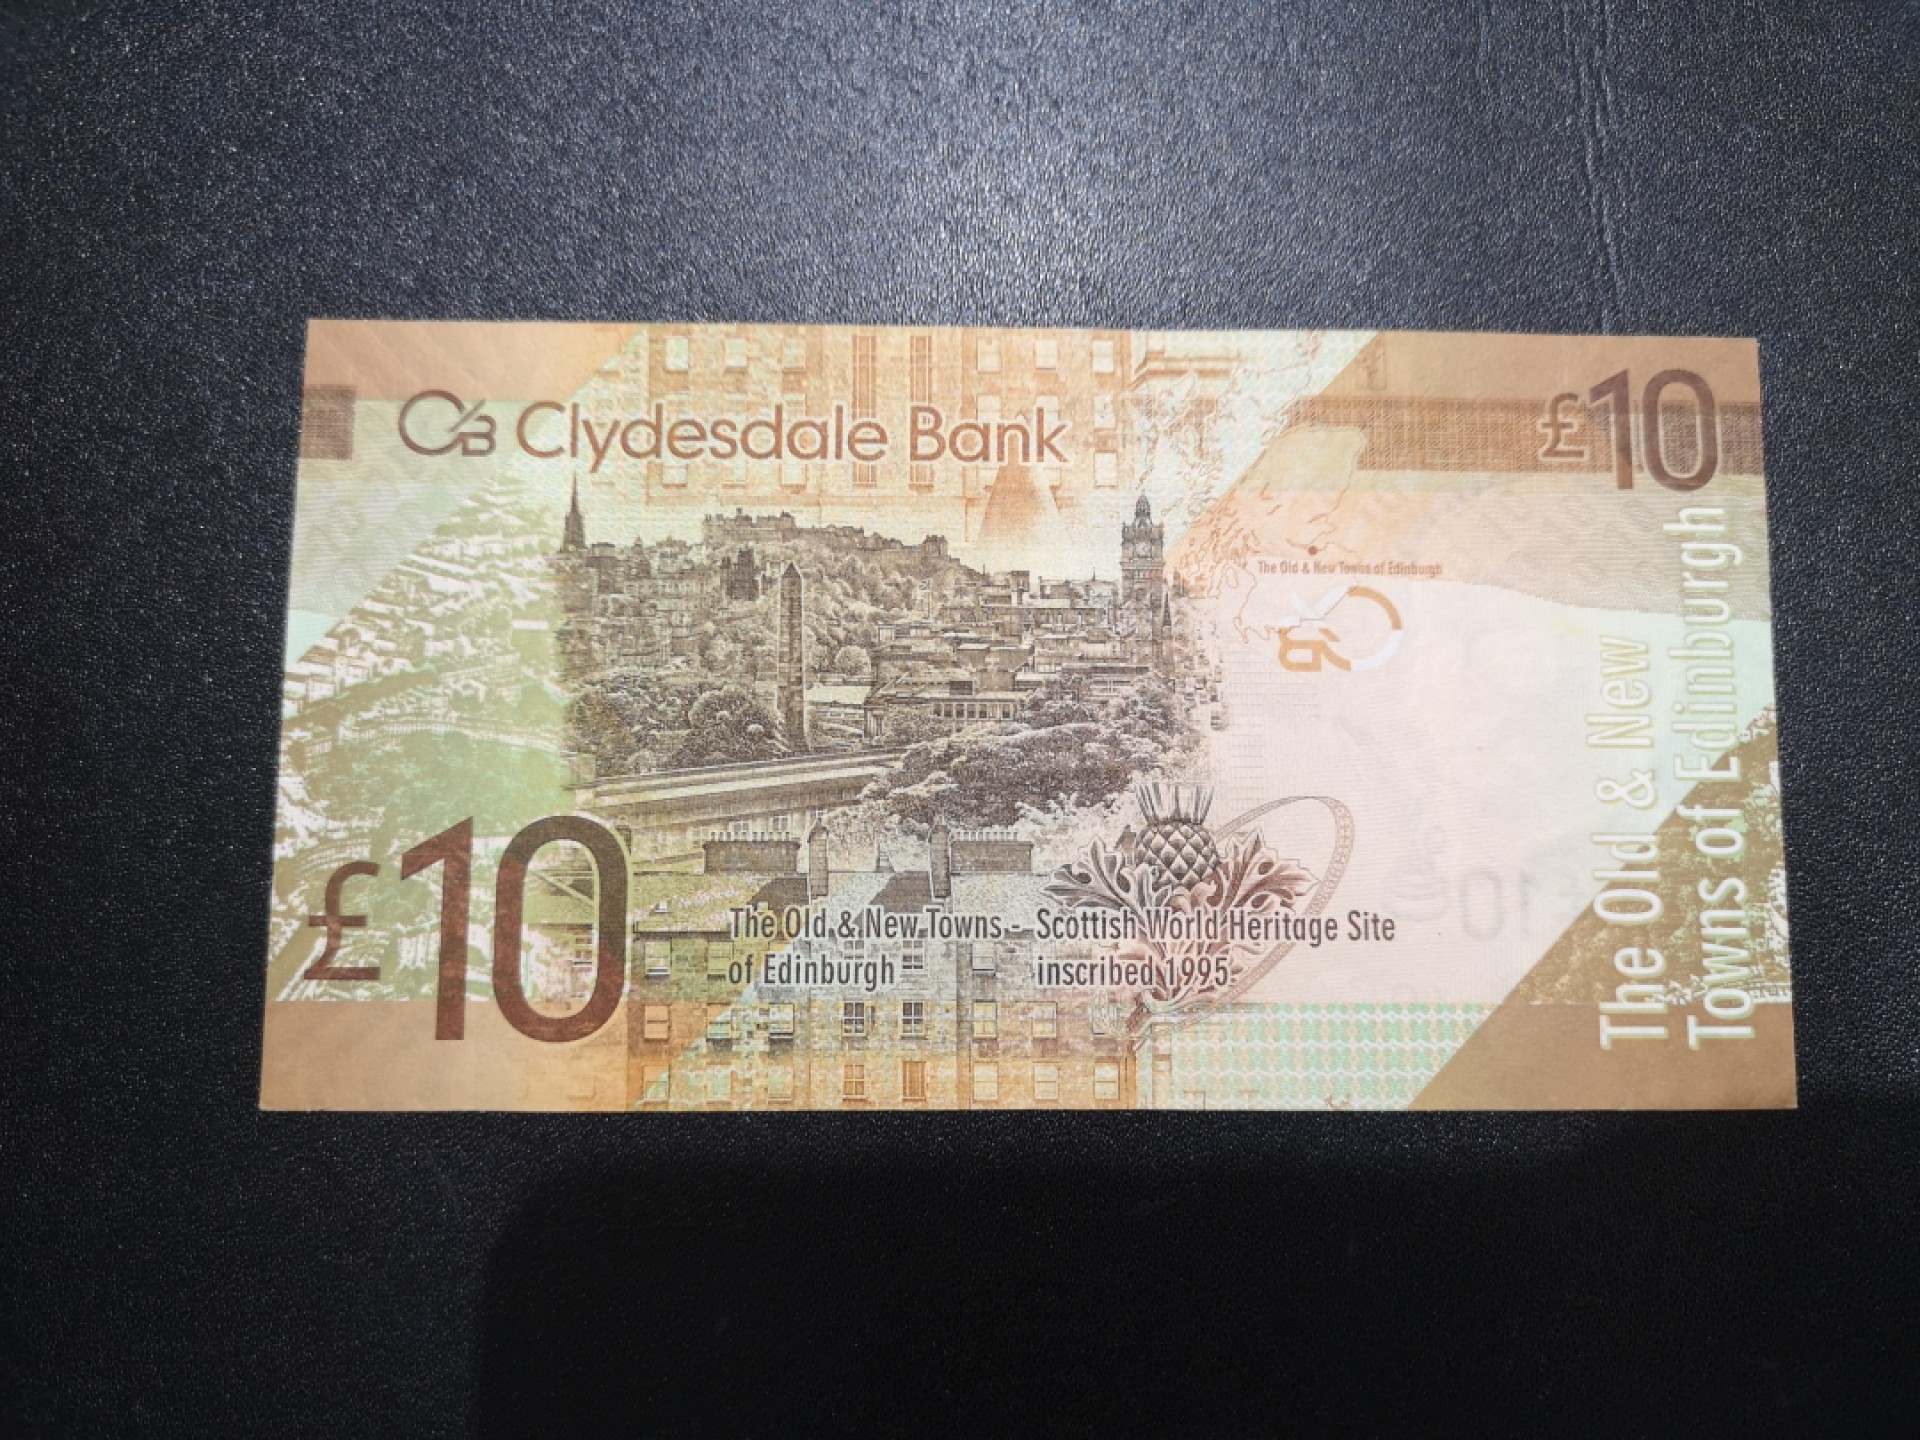 CB Clydesdale Bank
£10
The Old & New Towns of Edinburgh
£10
The Old & New Towns - Scottish World Heritage Site
of Edinburgh inscribed 1995
The Old & New
Towns of Edinburgh